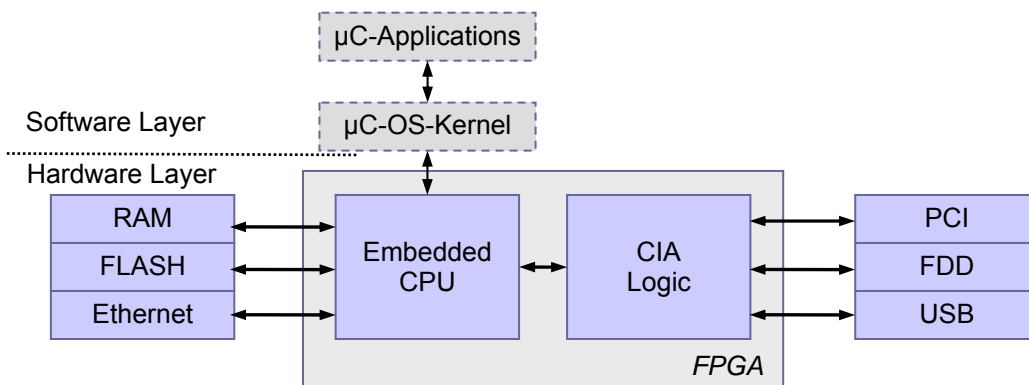 µC-Applications
Software Layer
µC-OS-Kernel
Hardware Layer
RAM
FLASH
Ethernet
Embedded
CPU
CIA
Logic
PCI
FDD
USB
FPGA